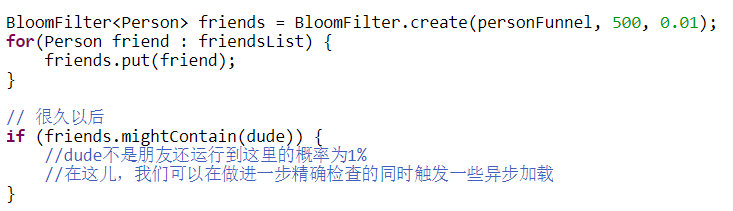 BloomFilter<Person> friends = BloomFilter.create(personFunnel, 500, 0.01);
for(Person friend : friendsList) {
    friends.put(friend);
}

// 很久以后
if (friends.mightContain(dude)) {
    //dude不是朋友还运行到这里的概率为1%
    //在这儿，我们可以在做进一步精确检查的同时触发一些异步加载
}